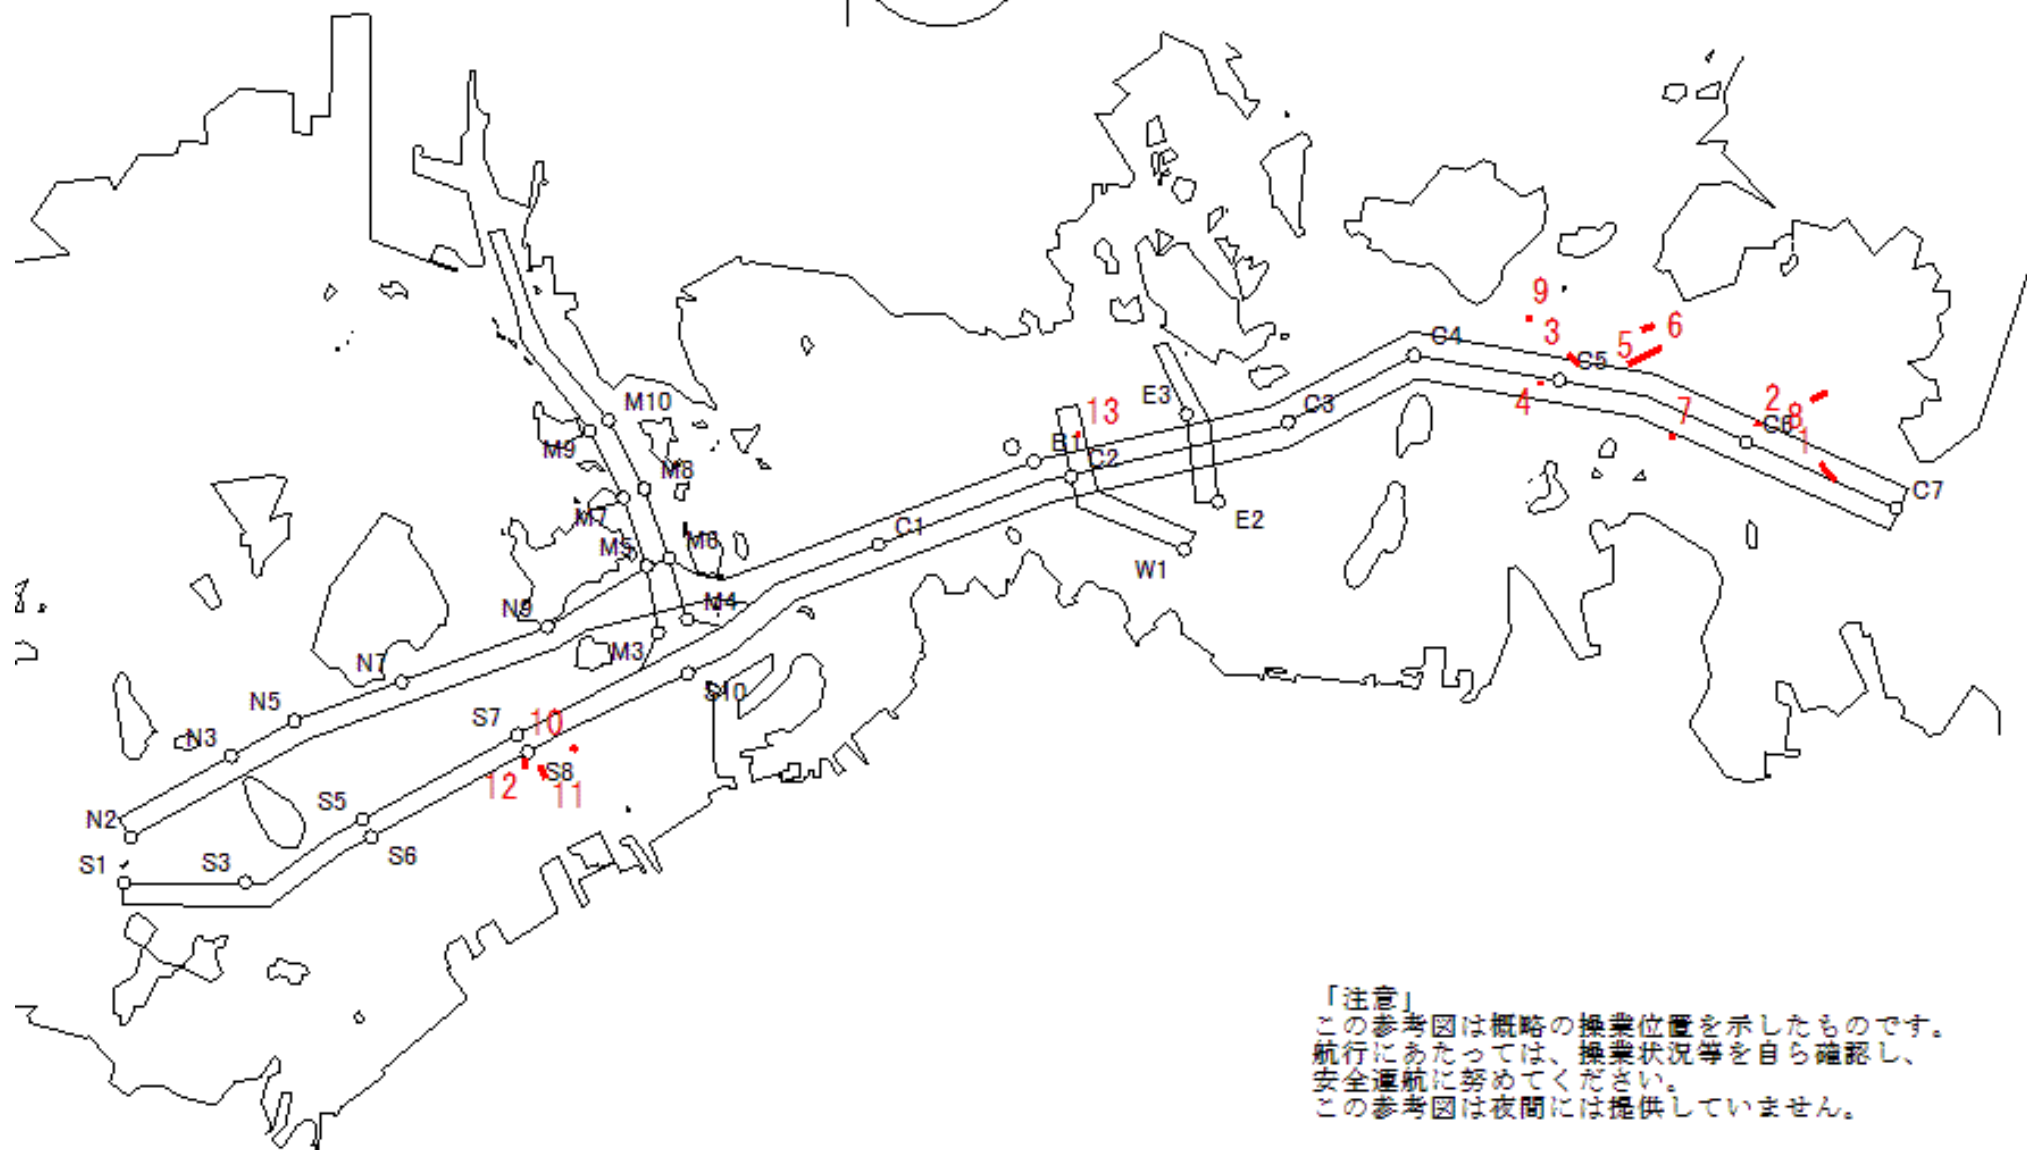 9
C4
3
6
5
C5
E3
M10
13
2
8
4
7
C3
C6
B1
M9
C2
1
M8
C7
M7
E2
C1
M5
M6
W1
N9
M4
M3
N7
S10
N5
S7
10
N3
S8
12
11
S5
N2
S6
S1
S3
「注意」
この参考図は概略の操業位置を示したものです。
航行にあたっては、操業状況等を自ら確認し、
安全運航に努めてください。
この参考図は夜間には提供していません。